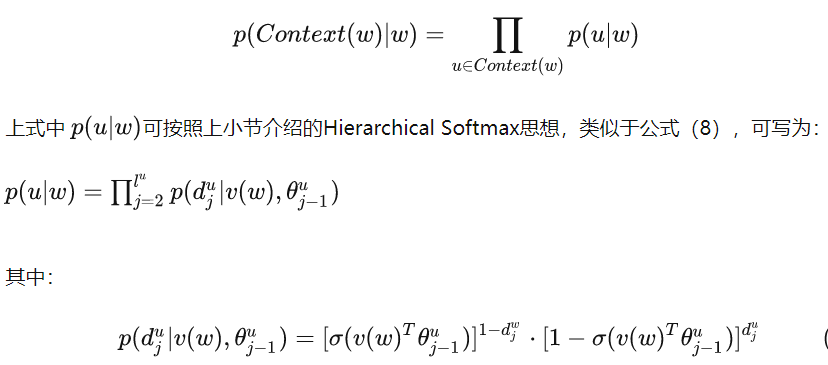 $$p(Context(w)|w) = \prod_{u \in Context(w)} p(u|w)$$
上式中 $p(u|w)$可按照上小节介绍的Hierarchical Softmax思想，类似于公式（8），可写为：
$p(u|w) = \prod_{j=2}^{l^u} p(d_j^u|v(w), \theta_{j-1}^u)$
其中：
$$p(d_j^u|v(w), \theta_{j-1}^u) = [\sigma(v(w)^T \theta_{j-1}^u)]^{1-d_j^w} \cdot [1 - \sigma(v(w)^T \theta_{j-1}^u)]^{d_j^u} \quad ($$